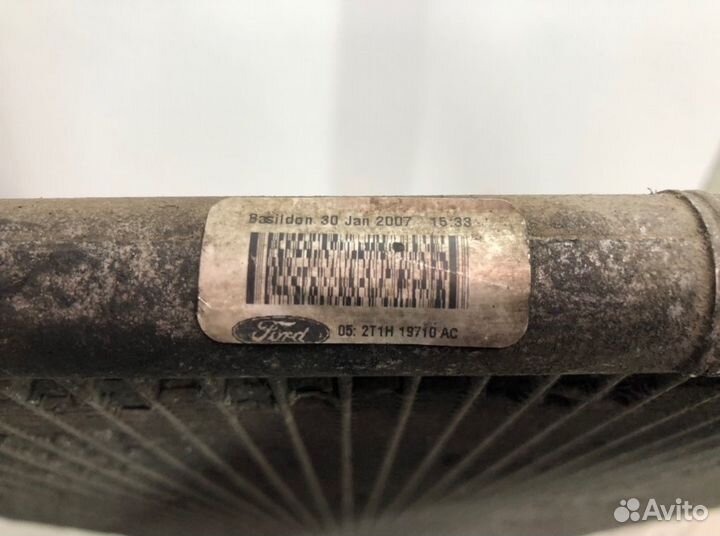 Basildon 30 Jan 2007 15:33
Ford 05: 2T1H 19710 AC
Avito